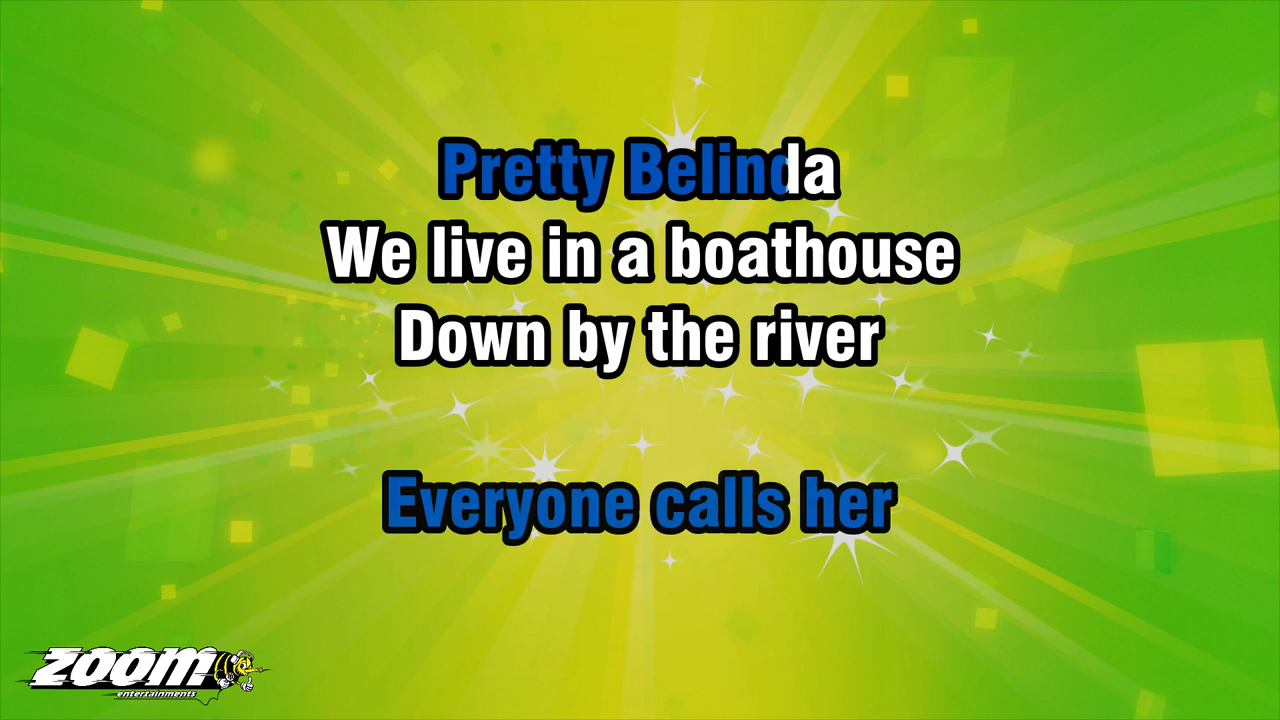 Pretty Belinda
We live in a boathouse
Down by the river
Everyone calls her
ZOOM
entertainments